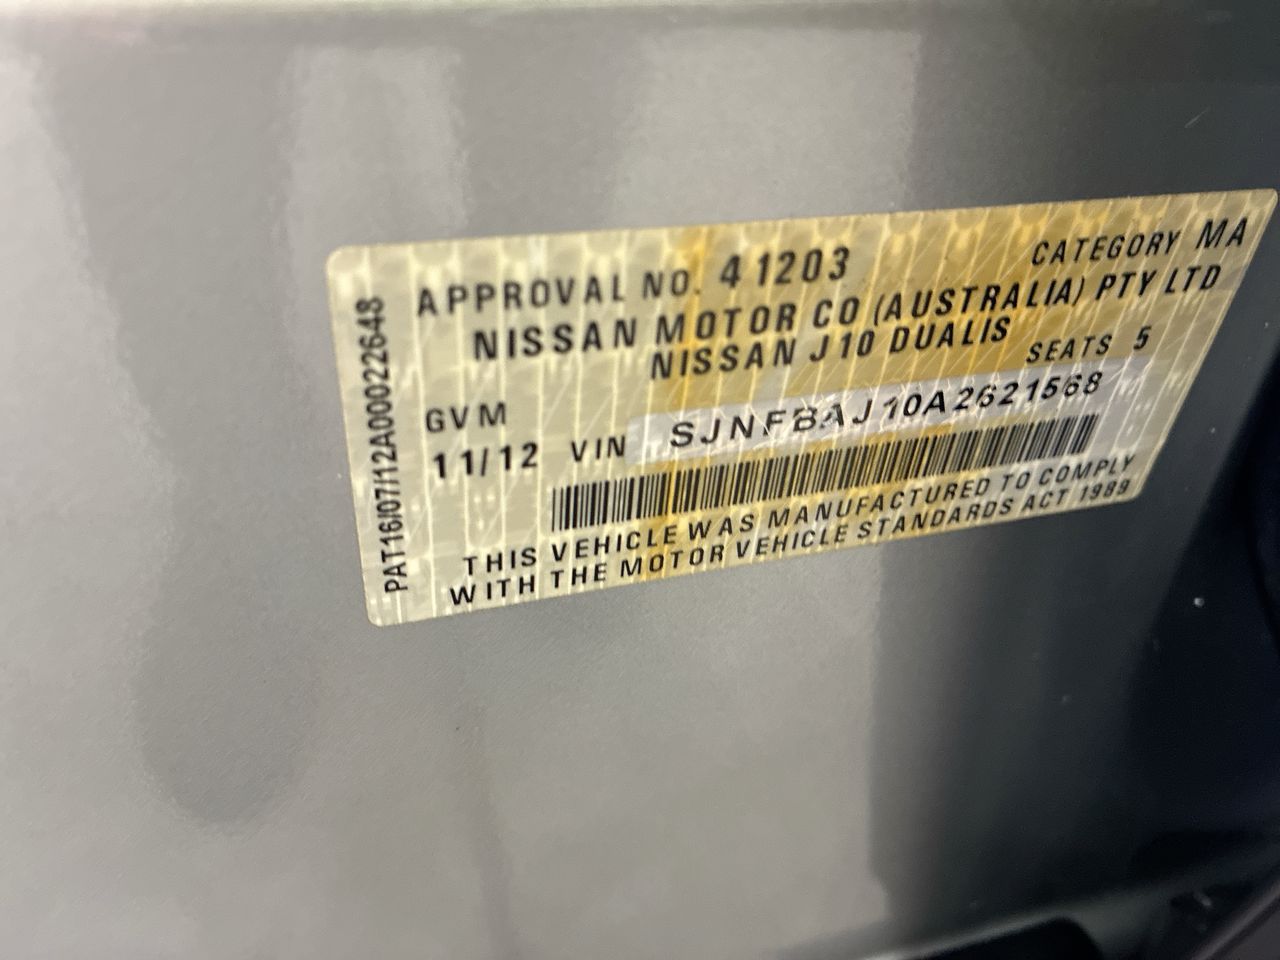 APPROVAL NO. 41203 CATEGORY MA
NISSAN MOTOR CO (AUSTRALIA) PTY LTD
NISSAN J10 DUALIS
SEATS 5
GVM
11/12 VIN SJNFBAJ10A2621568
THIS VEHICLE WAS MANUFACTURED TO COMPLY
WITH THE MOTOR VEHICLE STANDARDS ACT 1989
PAT16/07/12A00022648